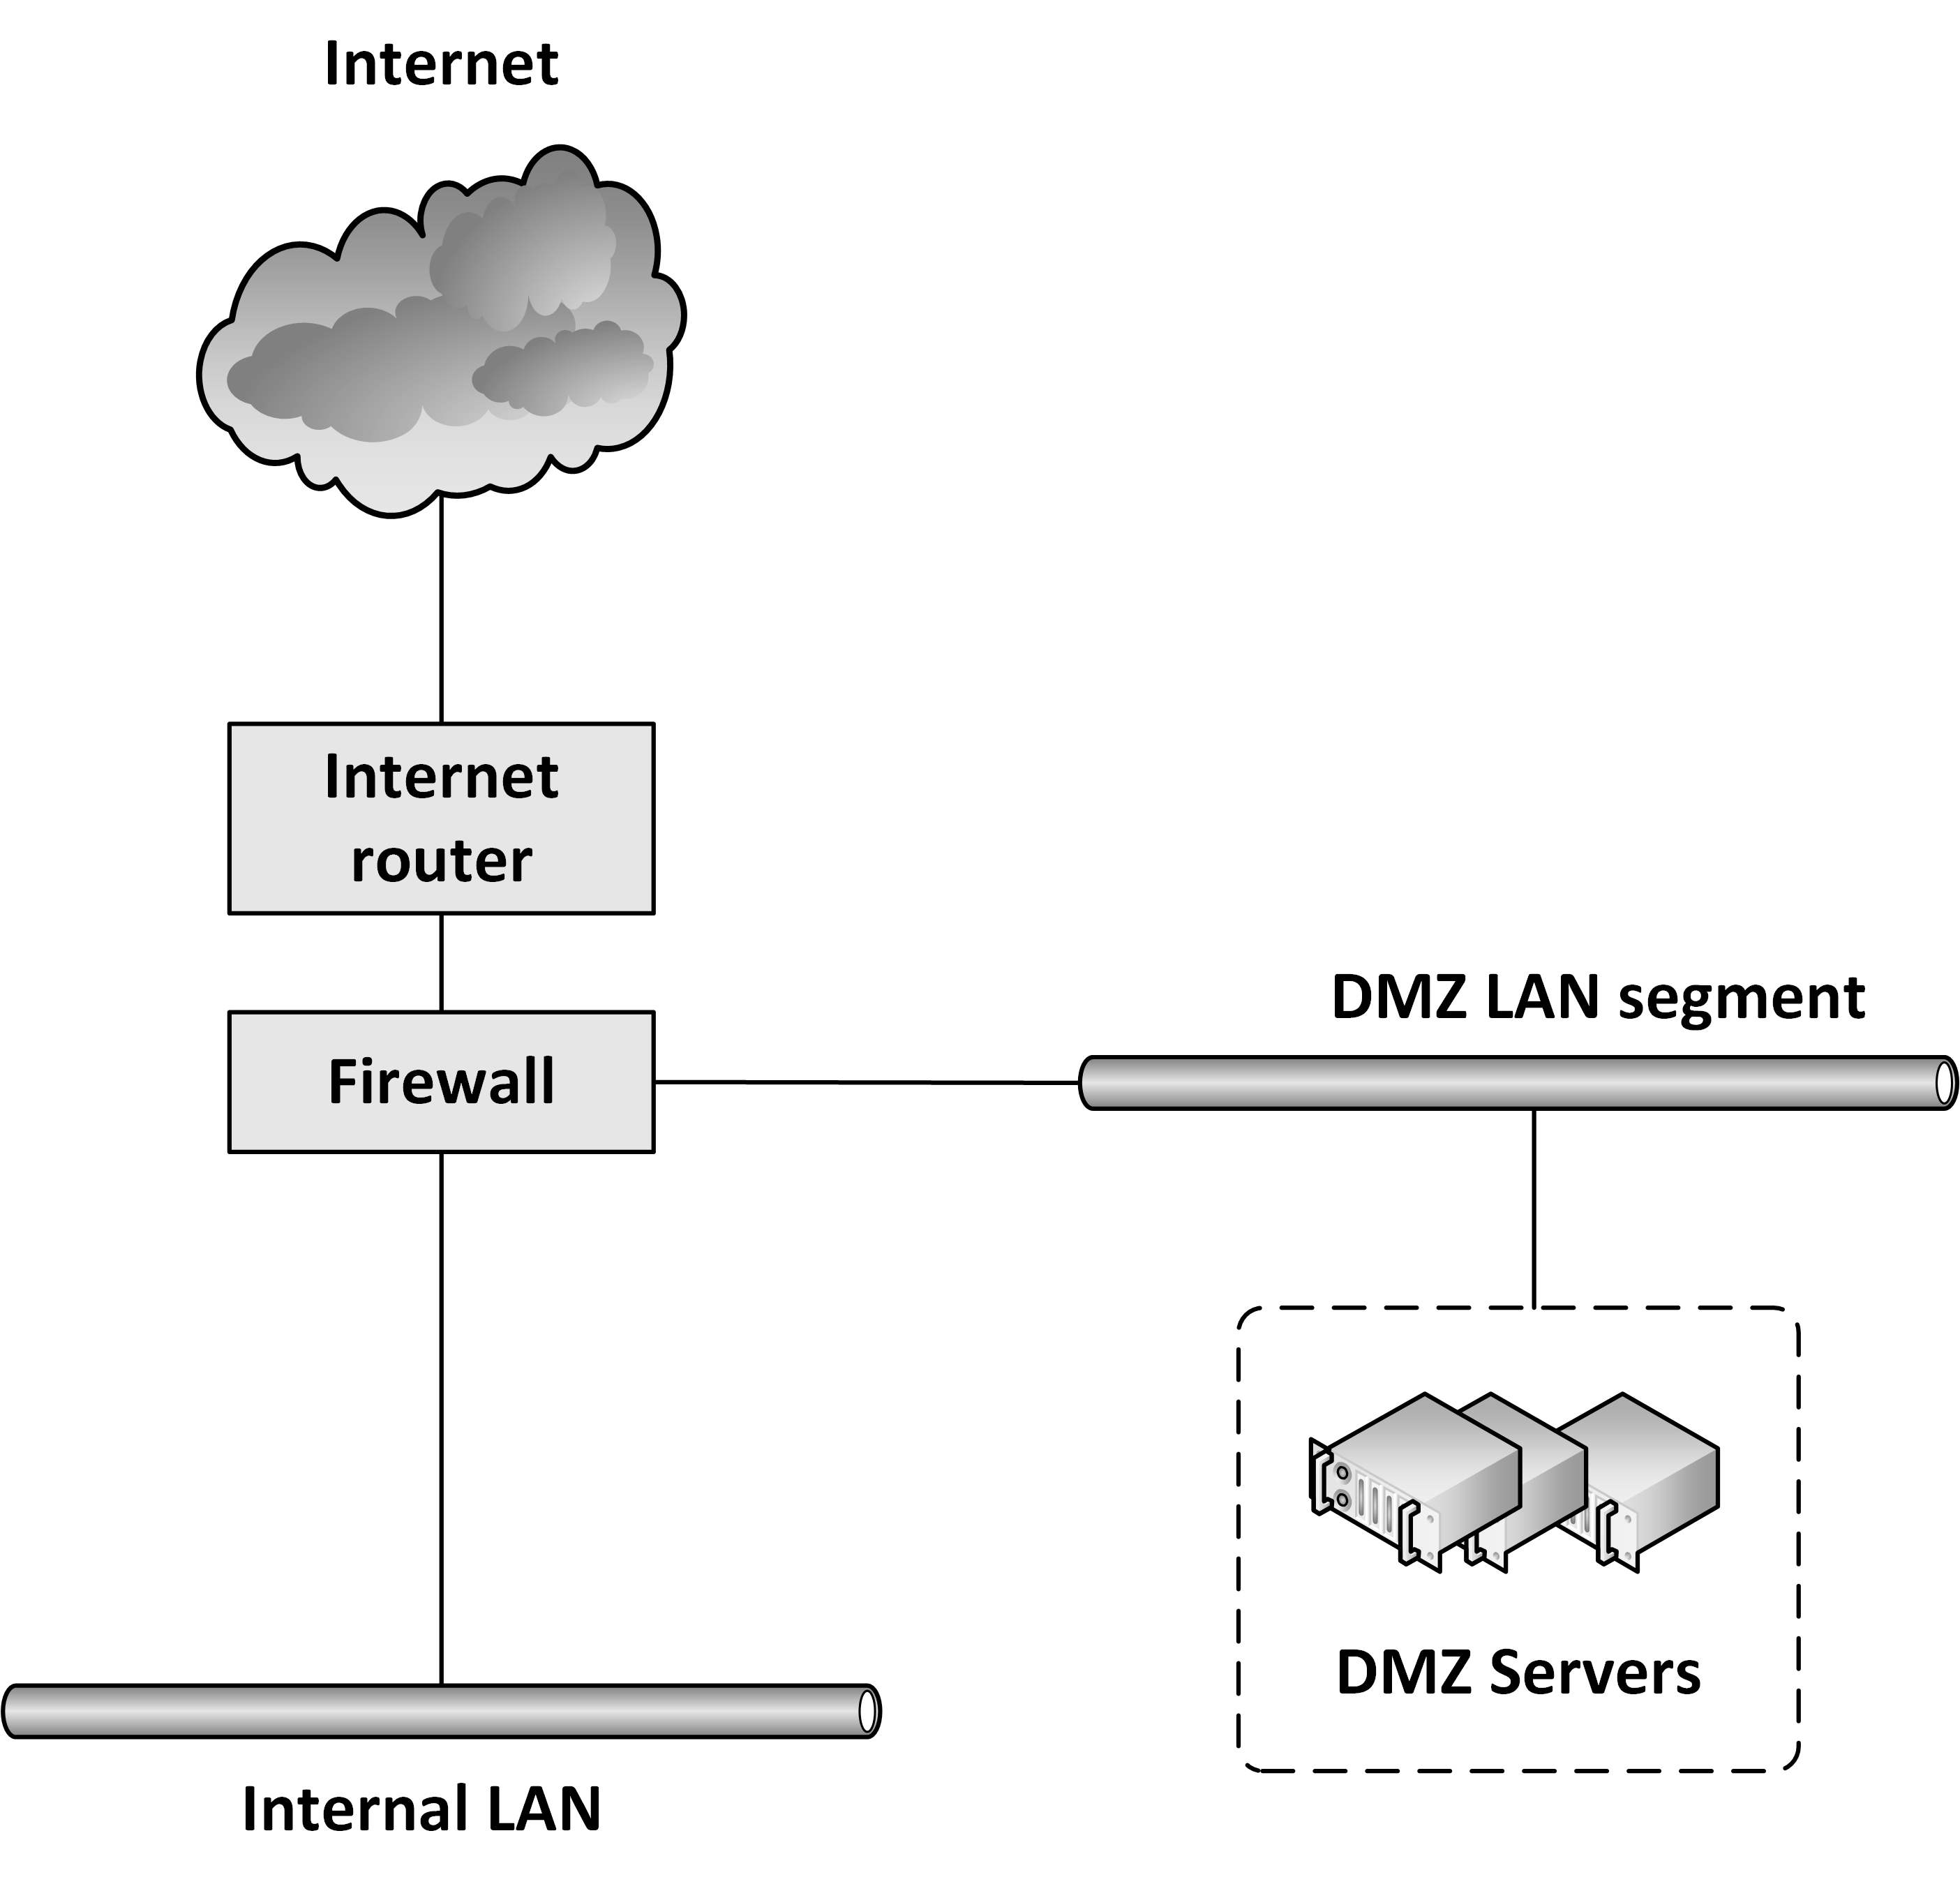 Internet
Internet
router
Firewall
DMZ LAN segment
DMZ Servers
Internal LAN